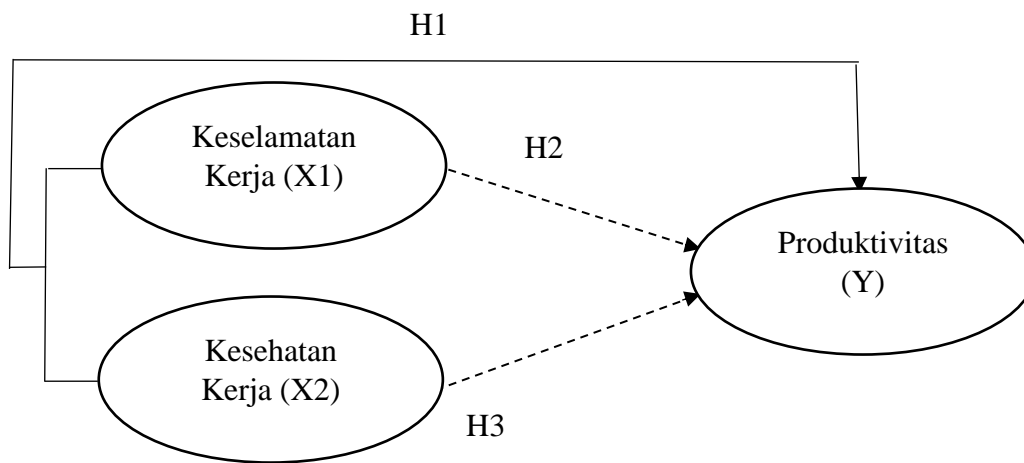 H1
Keselamatan
Kerja (X1)
H2
Produktivitas
(Y)
Kesehatan
Kerja (X2)
H3